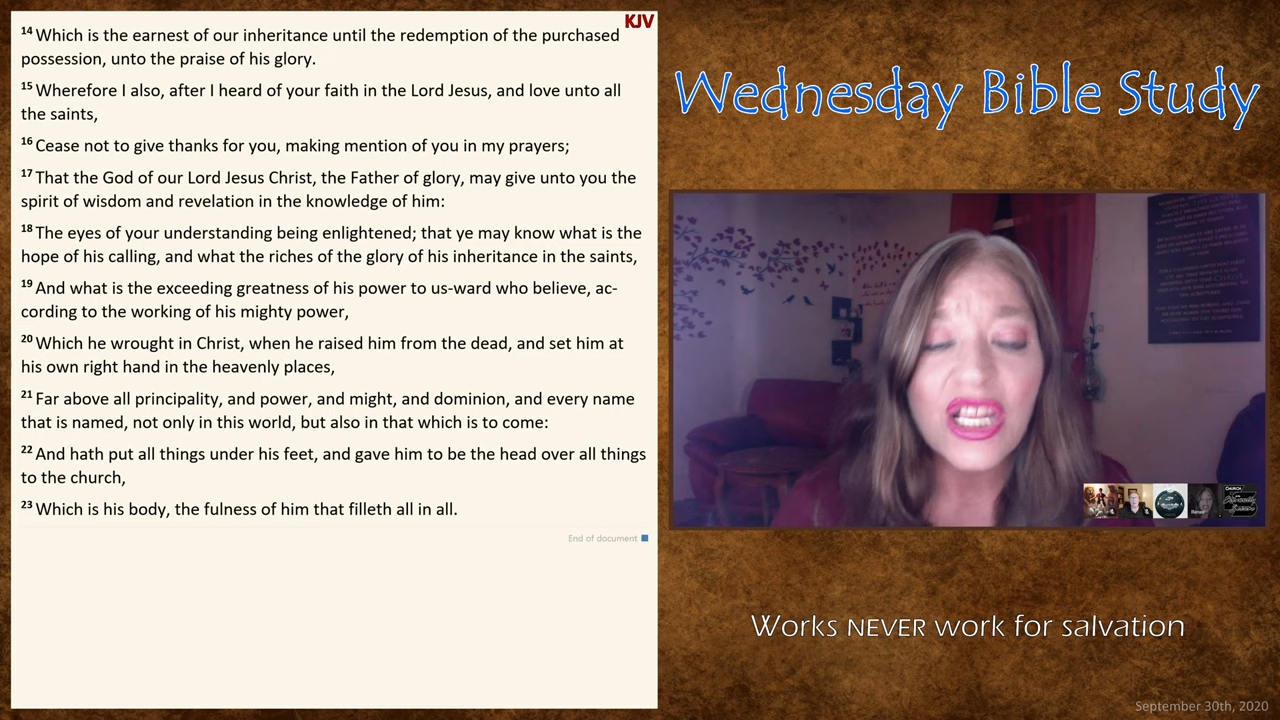 KJV
14 Which is the earnest of our inheritance until the redemption of the purchased
possession, unto the praise of his glory.
15 Wherefore I also, after I heard of your faith in the Lord Jesus, and love unto all
the saints,
16 Cease not to give thanks for you, making mention of you in my prayers;
17 That the God of our Lord Jesus Christ, the Father of glory, may give unto you the
spirit of wisdom and revelation in the knowledge of him:
18 The eyes of your understanding being enlightened; that ye may know what is the
hope of his calling, and what the riches of the glory of his inheritance in the saints,
19 And what is the exceeding greatness of his power to us-ward who believe, ac-
cording to the working of his mighty power,
20 Which he wrought in Christ, when he raised him from the dead, and set him at
his own right hand in the heavenly places,
21 Far above all principality, and power, and might, and dominion, and every name
that is named, not only in this world, but also in that which is to come:
22 And hath put all things under his feet, and gave him to be the head over all things
to the church,
23 Which is his body, the fulness of him that filleth all in all.
End of document
Wednesday Bible Study
Renee
CHURCH
Works NEVER work for salvation
September 30th, 2020